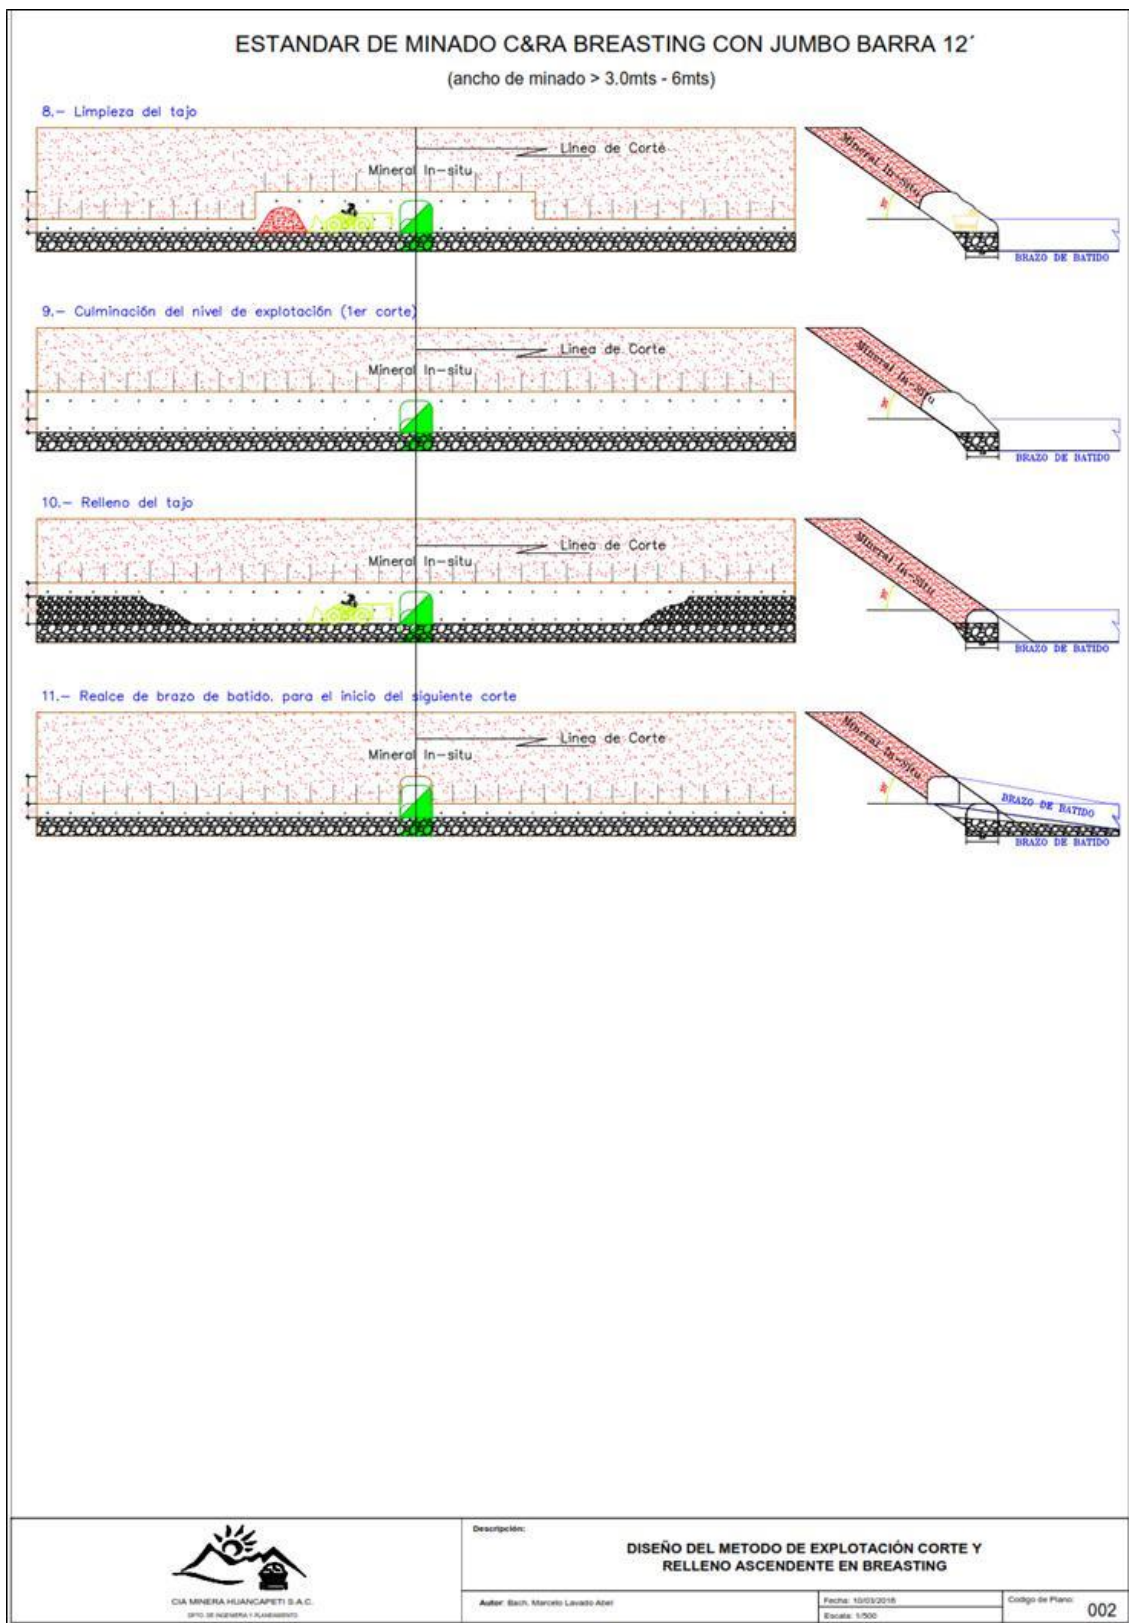 ESTANDAR DE MINADO C&RA BREASTING CON JUMBO BARRA 12´
(ancho de minado > 3.0mts - 6mts)
8.- Limpieza del tajo
Linea de Corte
Mineral In-situ
Mineral In-Situ
BRAZO DE BATIDO
9.- Culminación del nivel de explotación (1er corte)
Linea de Corte
Mineral In-situ
Mineral In-Situ
BRAZO DE BATIDO
10.- Relleno del tajo
Linea de Corte
Mineral In-situ
Mineral In-Situ
BRAZO DE BATIDO
11.- Realce de brazo de batido. para el inicio del siguiente corte
Linea de Corte
Mineral In-situ
Mineral In-Situ
BRAZO DE BATIDO
BRAZO DE BATIDO
CIA MINERA HUANCAPETI S.A.C.
DPTO. DE INGENIERIA Y PLANEAMIENTO
Descripción:
DISEÑO DEL METODO DE EXPLOTACIÓN CORTE Y
RELLENO ASCENDENTE EN BREASTING
Autor: Bach. Marcelo Lavado Abel
Fecha: 10/03/2016
Escala: 1/500
Codigo de Plano:
002